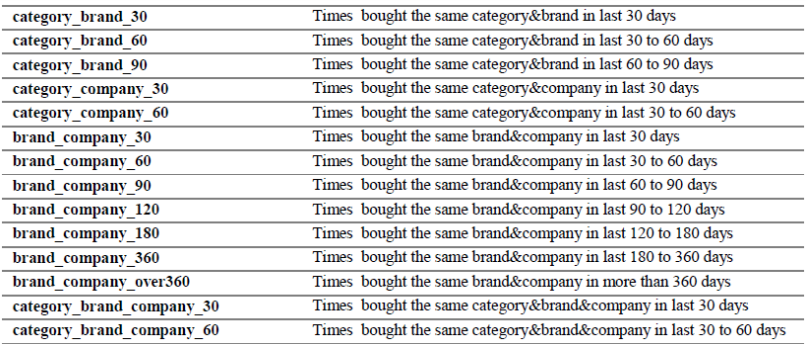 category_brand_30 Times bought the same category&brand in last 30 days
category_brand_60 Times bought the same category&brand in last 30 to 60 days
category_brand_90 Times bought the same category&brand in last 60 to 90 days
category_company_30 Times bought the same category&company in last 30 days
category_company_60 Times bought the same category&company in last 30 to 60 days
brand_company_30 Times bought the same brand&company in last 30 days
brand_company_60 Times bought the same brand&company in last 30 to 60 days
brand_company_90 Times bought the same brand&company in last 60 to 90 days
brand_company_120 Times bought the same brand&company in last 90 to 120 days
brand_company_180 Times bought the same brand&company in last 120 to 180 days
brand_company_360 Times bought the same brand&company in last 180 to 360 days
brand_company_over360 Times bought the same brand&company in more than 360 days
category_brand_company_30 Times bought the same category&brand&company in last 30 days
category_brand_company_60 Times bought the same category&brand&company in last 30 to 60 days